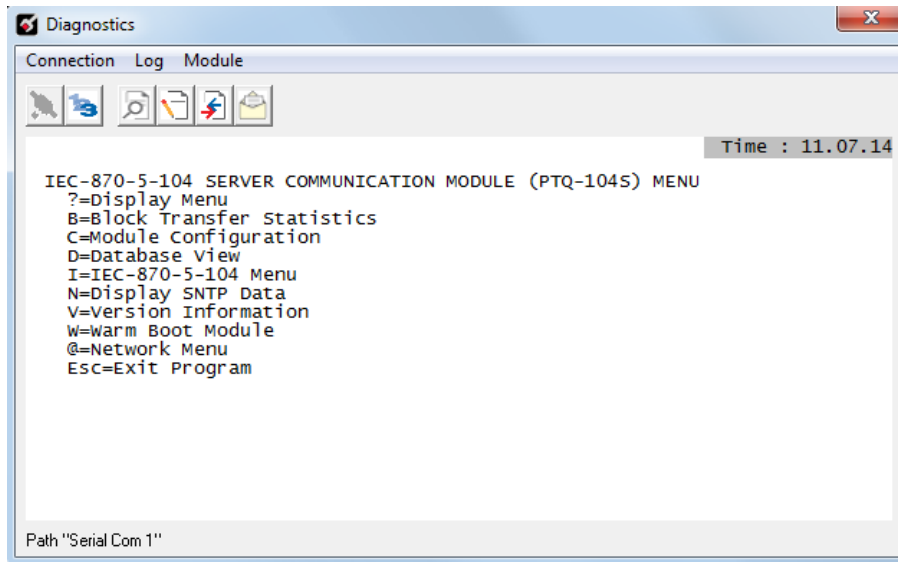 Diagnostics
x
Connection Log Module
Time : 11.07.14
IEC-870-5-104 SERVER COMMUNICATION MODULE (PTQ-104S) MENU
?=Display Menu
B=Block Transfer Statistics
C=Module Configuration
D=Database View
I=IEC-870-5-104 Menu
N=Display SNTP Data
V=Version Information
W=Warm Boot Module
@=Network Menu
Esc=Exit Program
Path "Serial Com 1"